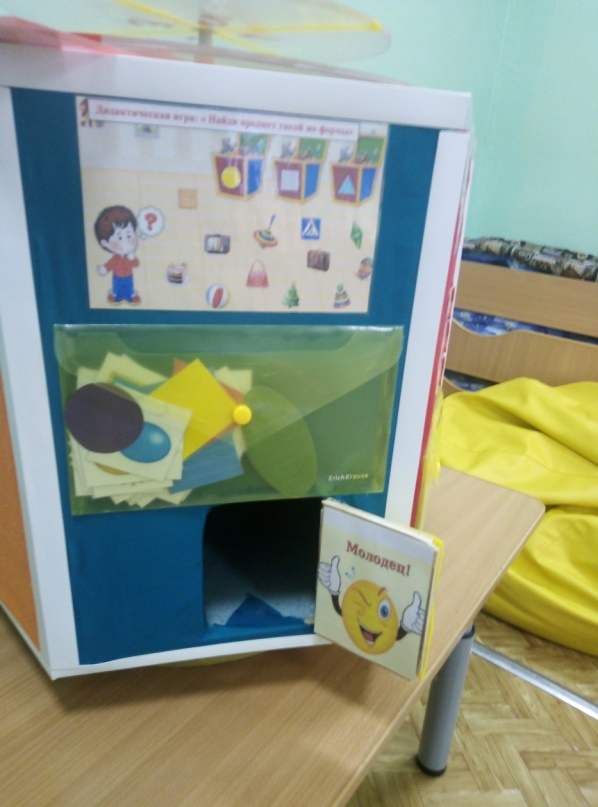 Дидактическая игра: « Найди предмет такой же формы»
ErichKrause
Молодец!